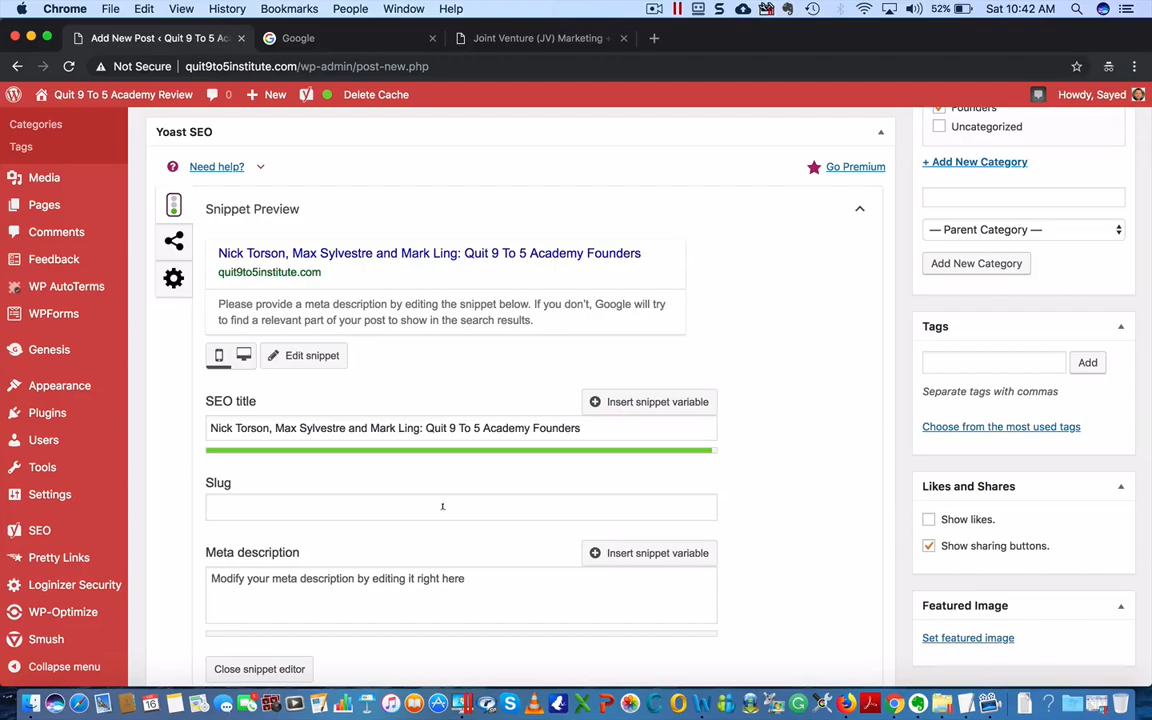 Chrome File Edit View History Bookmarks People Window Help 52% Sat 10:42 AM
Add New Post ‹ Quit 9 To 5 Ac Google Joint Venture (JV) Marketing
Not Secure quit9to5institute.com/wp-admin/post-new.php
Quit 9 To 5 Academy Review 0 New Delete Cache Howdy, Sayed
Categories
Tags
Media
Pages
Comments
Feedback
WP AutoTerms
WPForms
Genesis
Appearance
Plugins
Users
Tools
Settings
SEO
Pretty Links
Loginizer Security
WP-Optimize
Smush
Collapse menu
Yoast SEO
Need help? Go Premium
Snippet Preview
Nick Torson, Max Sylvestre and Mark Ling: Quit 9 To 5 Academy Founders
quit9to5institute.com
Please provide a meta description by editing the snippet below. If you don't, Google will try
to find a relevant part of your post to show in the search results.
Edit snippet
SEO title Insert snippet variable
Nick Torson, Max Sylvestre and Mark Ling: Quit 9 To 5 Academy Founders
Slug
Meta description Insert snippet variable
Modify your meta description by editing it right here
Close snippet editor
Founders
Uncategorized
+ Add New Category
— Parent Category —
Add New Category
Tags
Add
Separate tags with commas
Choose from the most used tags
Likes and Shares
Show likes.
Show sharing buttons.
Featured Image
Set featured image